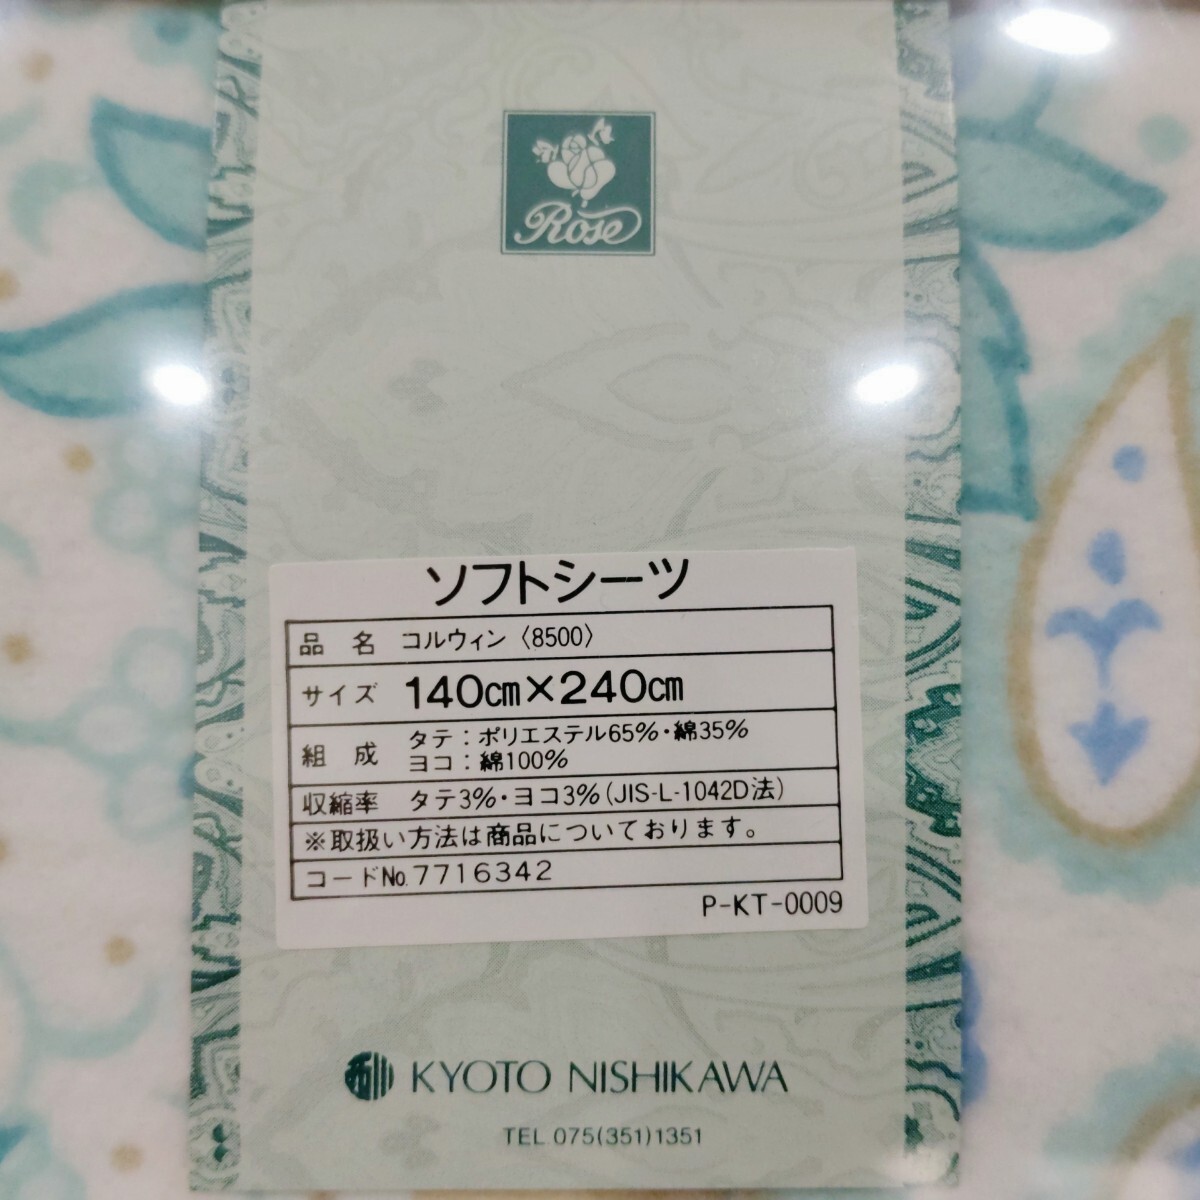 Rose
ソフトシーツ
品名 コルウィン〈8500〉
サイズ 140cm×240cm
組成 タテ：ポリエステル65%・綿35%
ヨコ：綿100%
収縮率 タテ3%・ヨコ3%(JIS-L-1042D法)
※取扱い方法は商品についております。
コードNo.7716342
P-KT-0009
KYOTO NISHIKAWA
TEL.075(351)1351